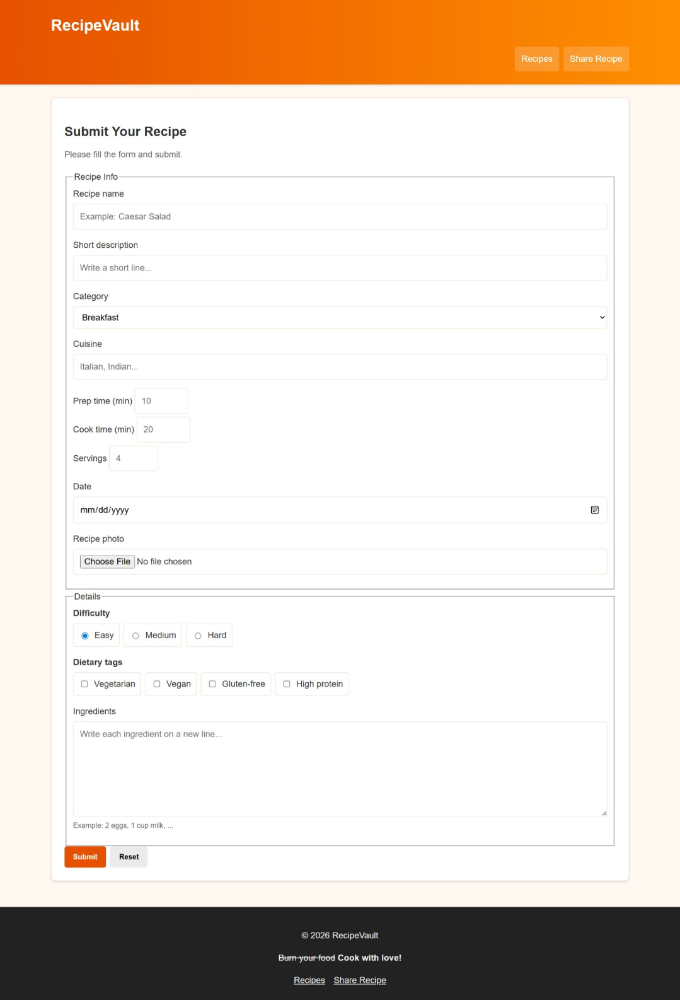 RecipeVault
Recipes Share Recipe
Submit Your Recipe
Please fill the form and submit.
Recipe Info
Recipe name
Example: Caesar Salad
Short description
Write a short line...
Category
Breakfast
Cuisine
Italian, Indian...
Prep time (min) 10
Cook time (min) 20
Servings 4
Date
mm/dd/yyyy
Recipe photo
Choose File No file chosen
Details
Difficulty
Easy Medium Hard
Dietary tags
Vegetarian Vegan Gluten-free High protein
Ingredients
Write each ingredient on a new line...
Example: 2 eggs, 1 cup milk, ...
Submit Reset
© 2026 RecipeVault
Burn your food Cook with love!
Recipes Share Recipe